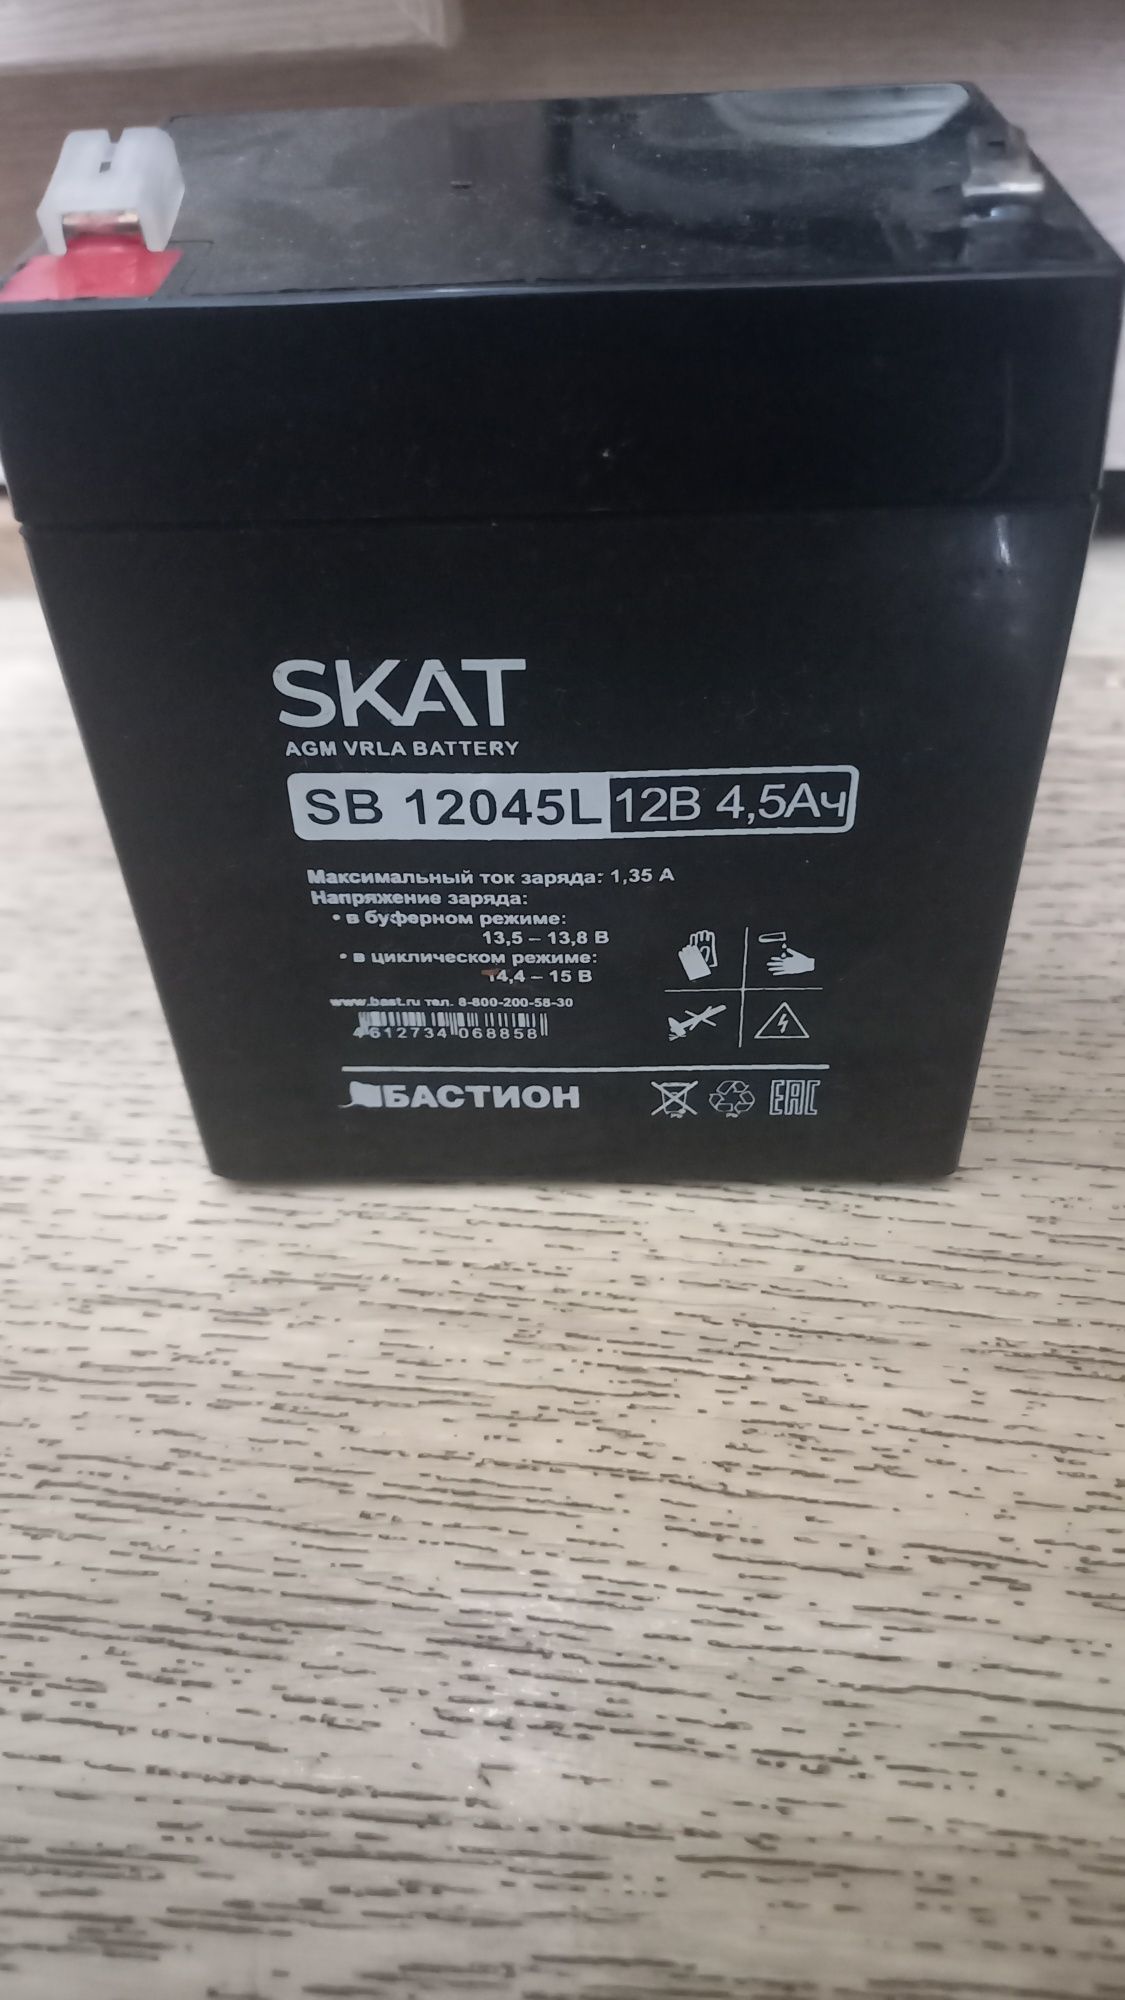 SKAT
AGM VRLA BATTERY
SB 12045L 12В 4,5Ач
Максимальный ток заряда: 1,35 А
Напряжение заряда:
• в буферном режиме:
13,5 – 13,8 В
• в циклическом режиме:
14,4 – 15 В
www.bast.ru тел. 8-800-200-58-30
4612734 068858
БАСТИОН
EAC